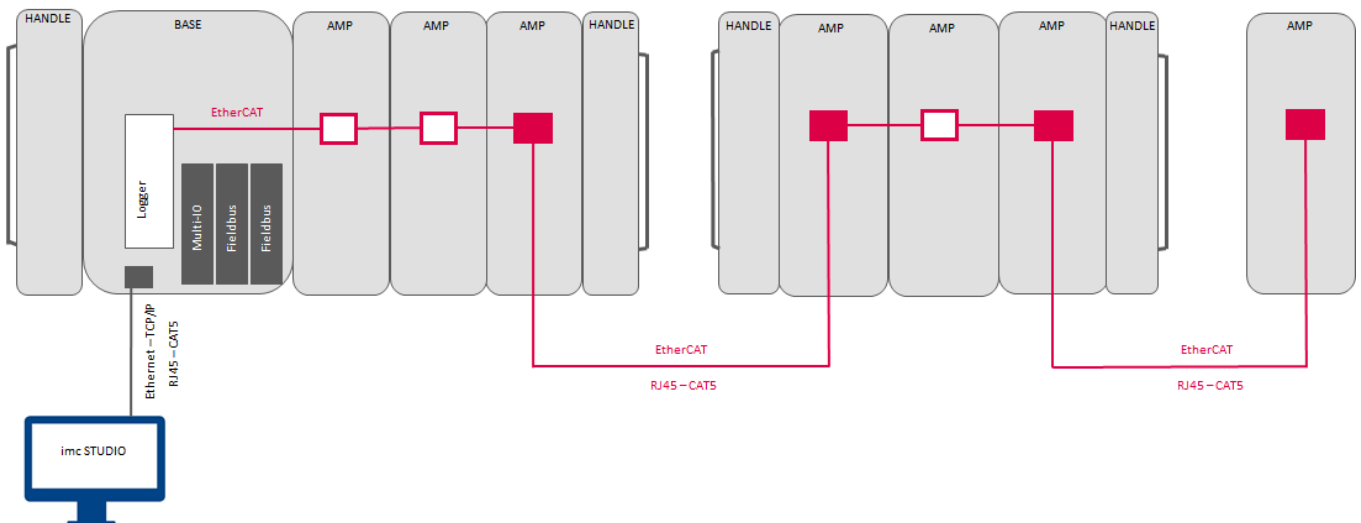 HANDLE
BASE
AMP
AMP
AMP
HANDLE
HANDLE
AMP
AMP
AMP
HANDLE
AMP
EtherCAT
Logger
Multi-IO
Fieldbus
Fieldbus
Ethernet – TCP/IP
RJ45 – CAT5
EtherCAT
RJ45 – CAT5
EtherCAT
RJ45 – CAT5
imc STUDIO